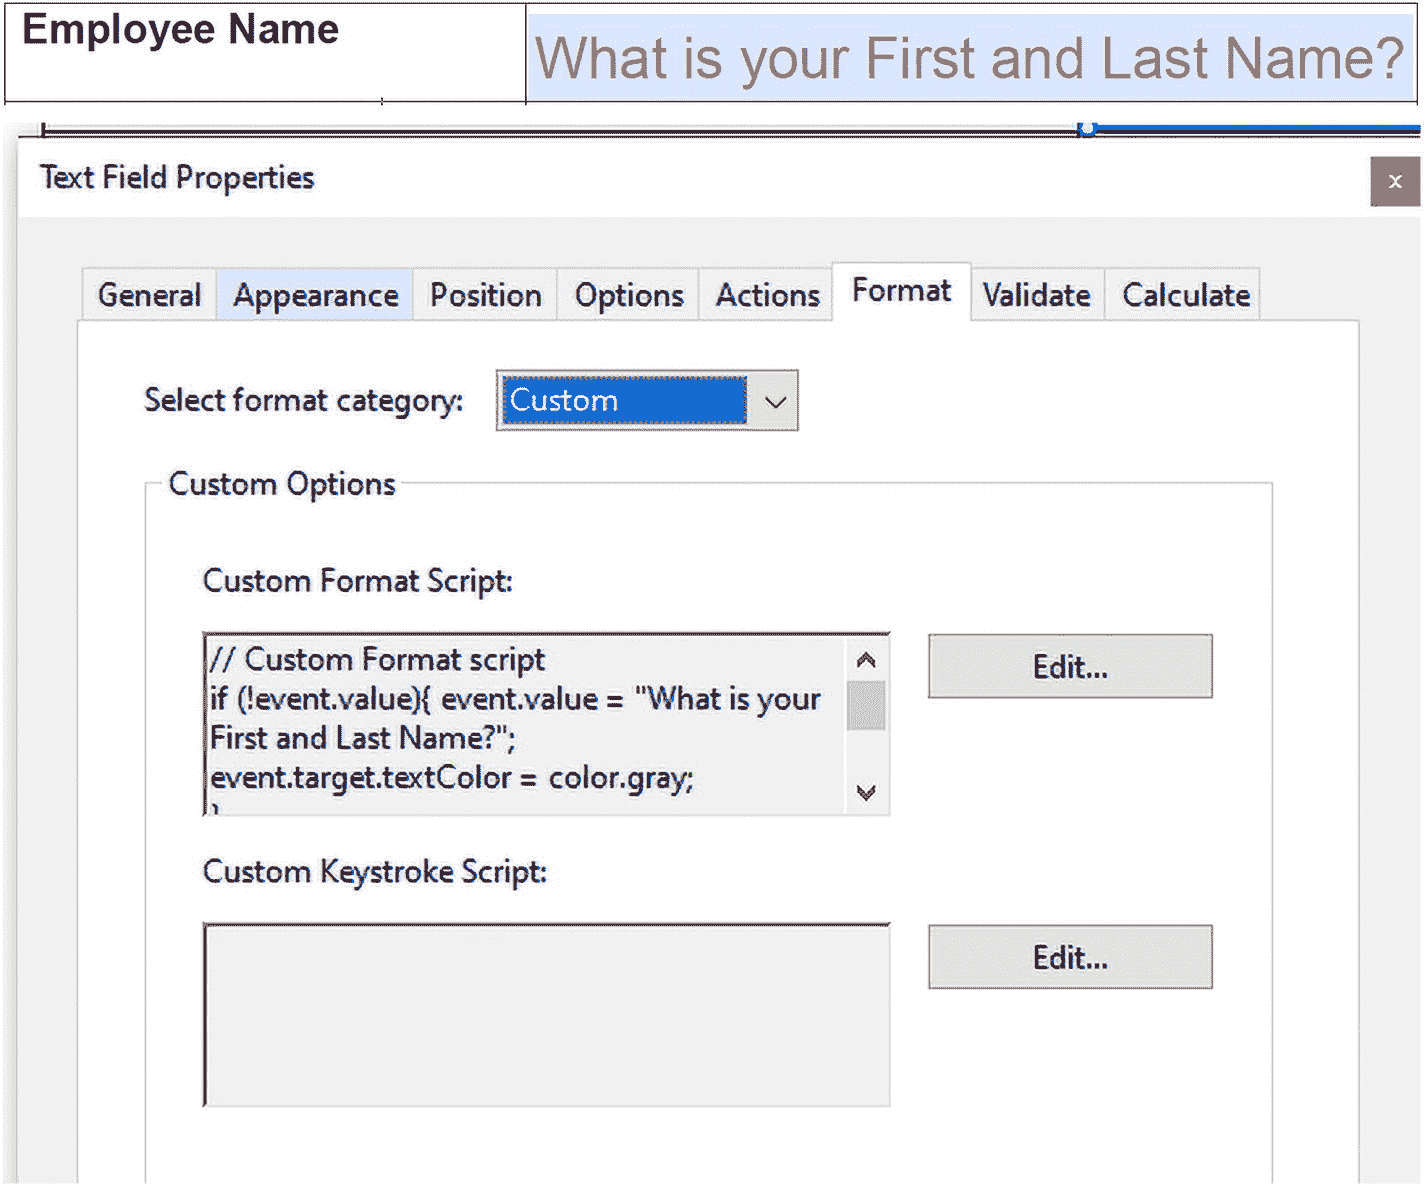 Employee Name
What is your First and Last Name?
Text Field Properties
x
General Appearance Position Options Actions Format Validate Calculate
Select format category: Custom
Custom Options
Custom Format Script:
// Custom Format script
if (!event.value){ event.value = "What is your
First and Last Name?";
event.target.textColor = color.gray;
}
Edit...
Custom Keystroke Script:
Edit...